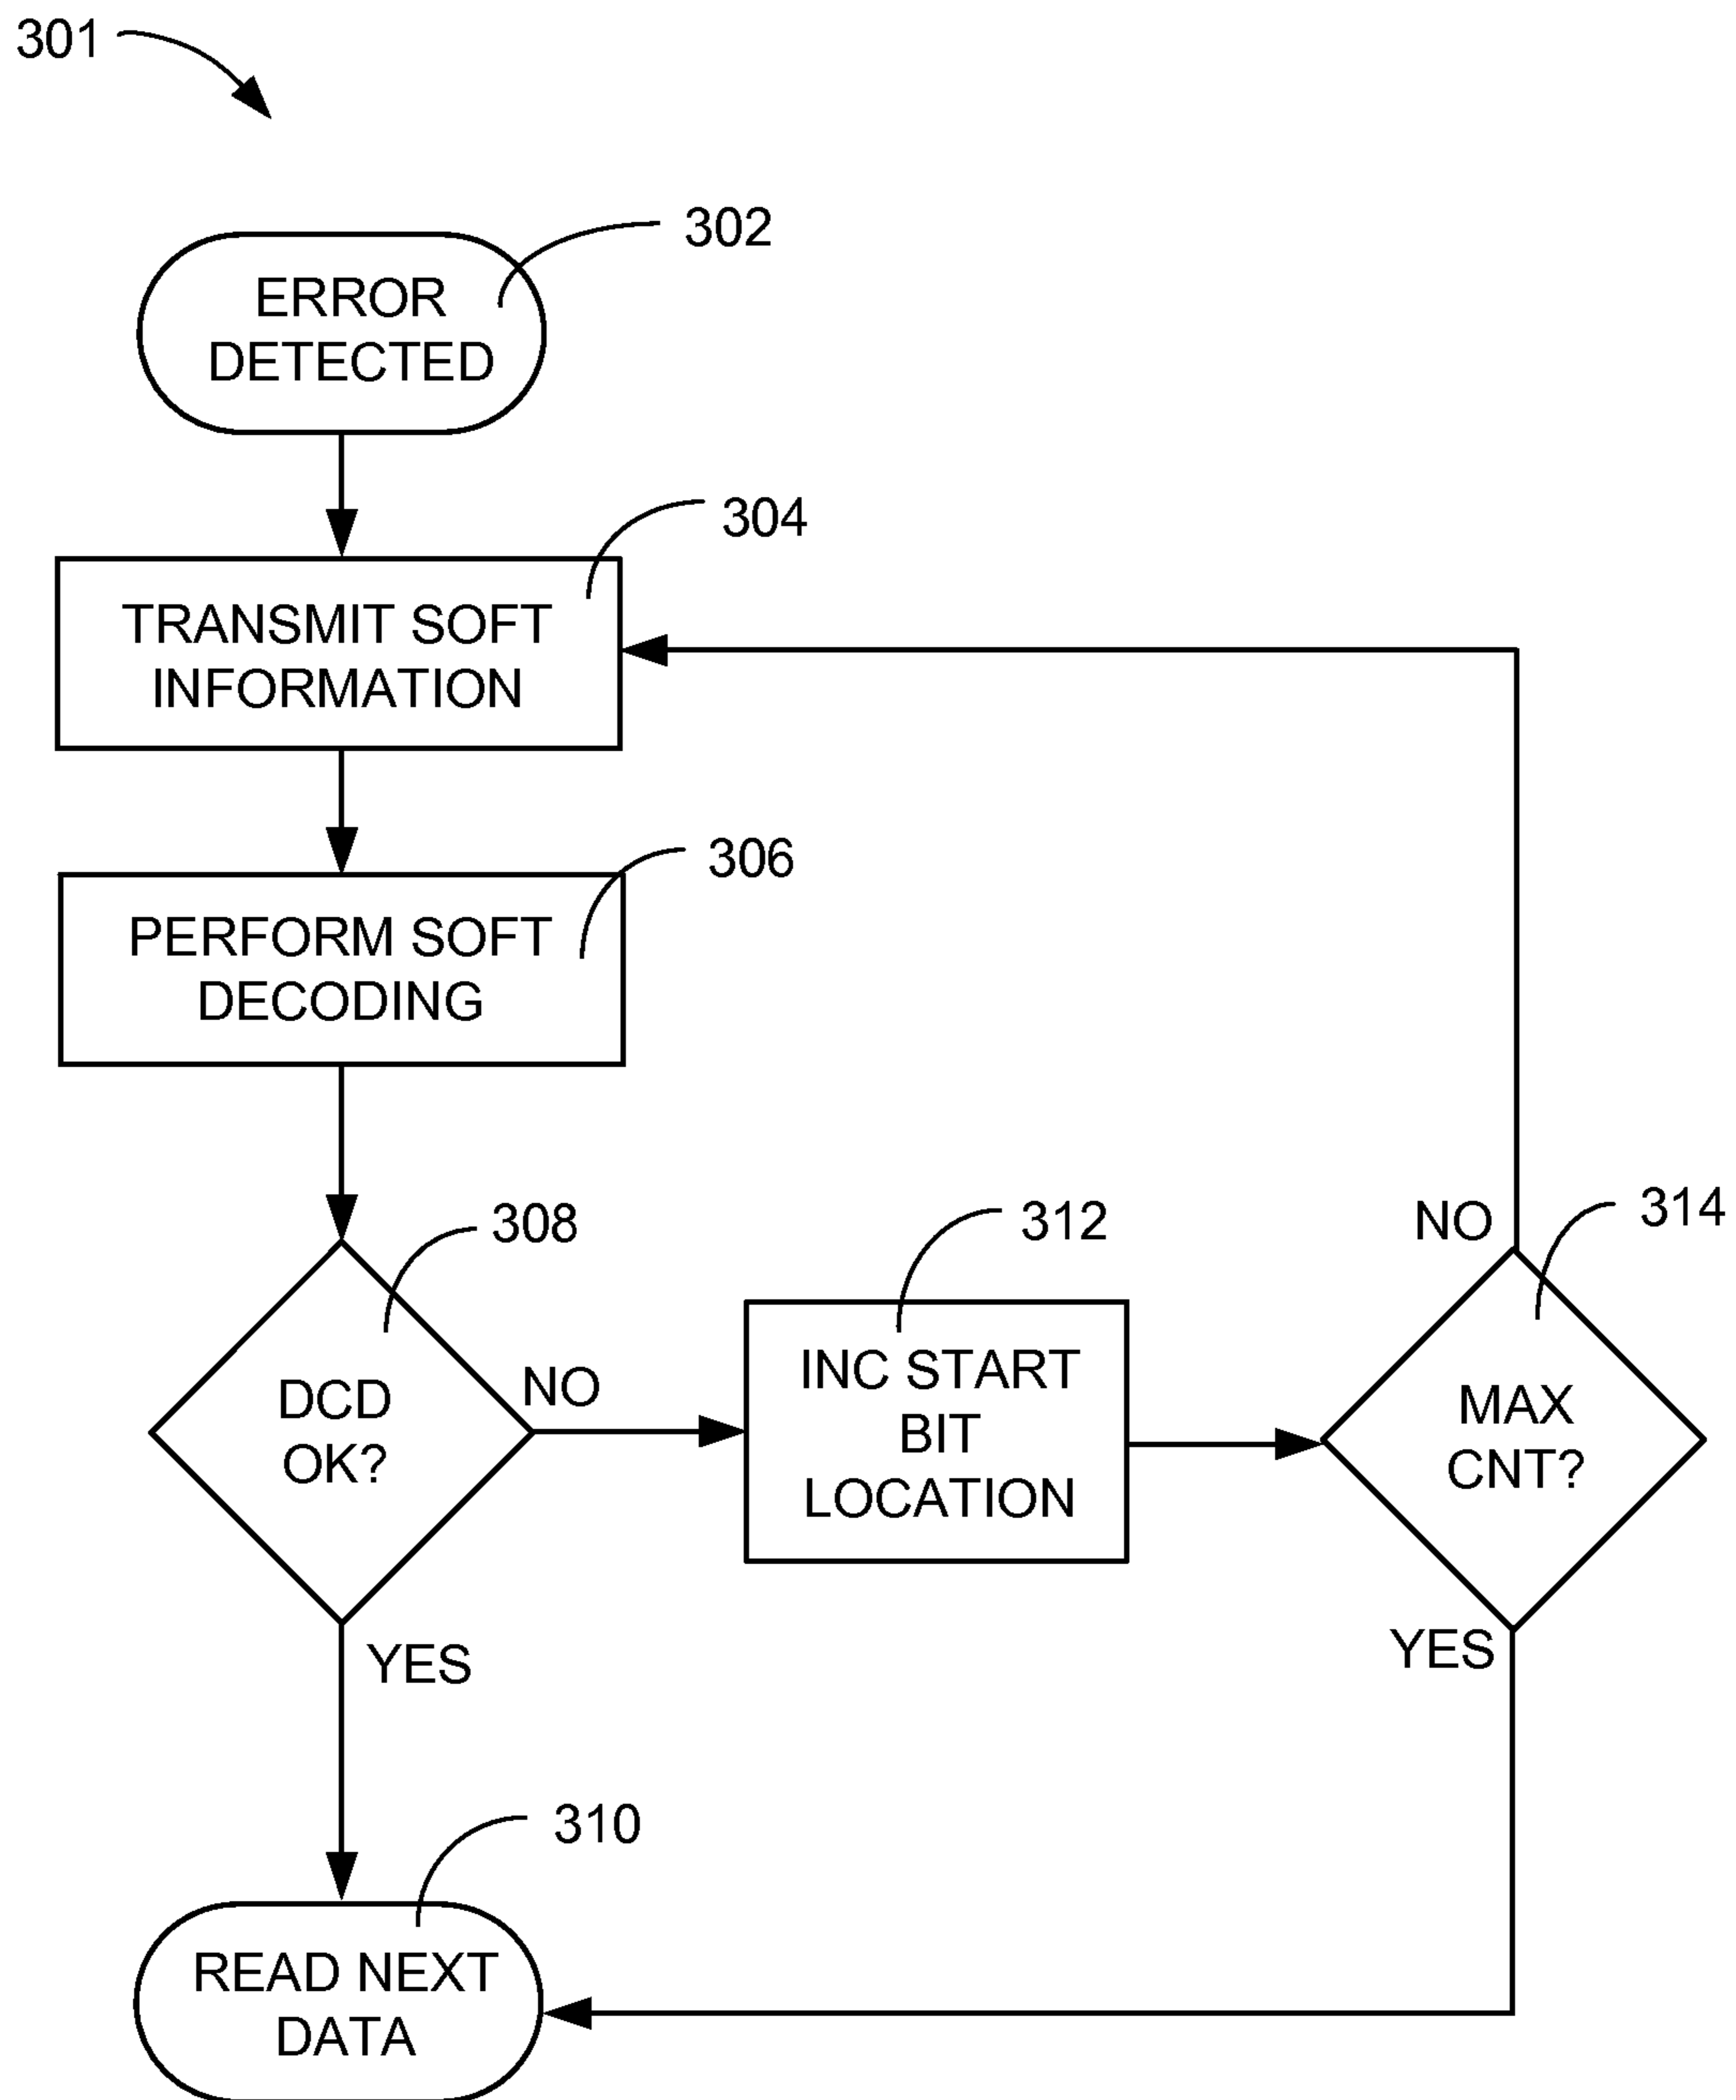 301
302
ERROR
DETECTED
304
TRANSMIT SOFT
INFORMATION
306
PERFORM SOFT
DECODING
308
DCD
OK?
NO
YES
312
INC START
BIT
LOCATION
314
NO
MAX
CNT?
YES
310
READ NEXT
DATA